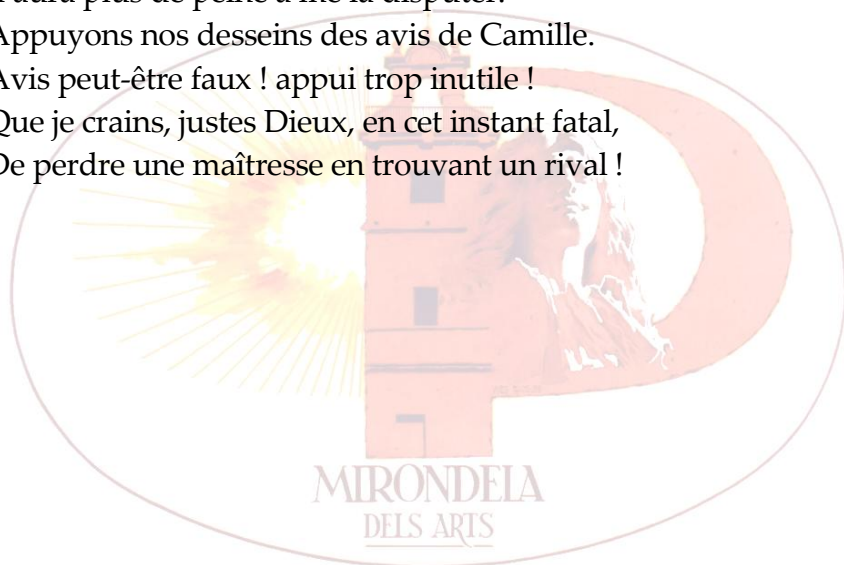 plus de peine à me la disputer.
Appuyons nos desseins des avis de Camille.
Avis peut-être faux ! appui trop inutile !
Que je crains, justes Dieux, en cet instant fatal,
De perdre une maîtresse en trouvant un rival !
MIRONDELA
DELS ARTS